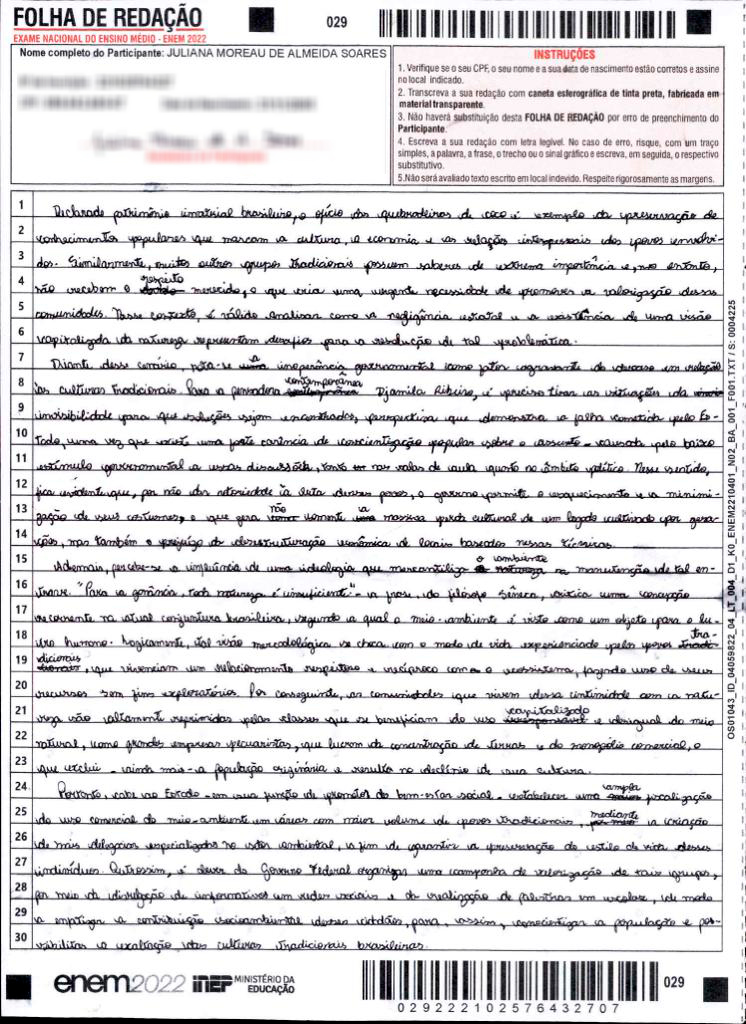 FOLHA DE REDAÇÃO
EXAME NACIONAL DO ENSINO MÉDIO - ENEM 2022
029
Nome completo do Participante: JULIANA MOREAU DE ALMEIDA SOARES
INSTRUÇÕES
1. Verifique se o seu CPF, o seu nome e a sua data de nascimento estão corretos e assine
no local indicado.
2. Transcreva a sua redação com caneta esferográfica de tinta preta, fabricada em
material transparente.
3. Não haverá substituição desta FOLHA DE REDAÇÃO por erro de preenchimento do
Participante.
4. Escreva a sua redação com letra legível. No caso de erro, risque, com um traço
simples, a palavra, a frase, o trecho ou o sinal gráfico e escreva, em seguida, o respectivo
substitutivo.
5.Não será avaliado texto escrito em local indevido. Respeite rigorosamente as margens.
1 Declarado patrimônio imaterial brasileiro, o ofício das quebradeiras de coco é exemplo da preservação de
2 conhecimentos populares que marcam a cultura, a economia e as relações interpessoais dos povos envolvi-
3 dos. Similarmente, muitos outros grupos tradicionais possuem saberes de extrema importância e, no entanto,
4 não recebem o respeito merecido, o que cria uma urgente necessidade de promover a valorização dessas
5 comunidades. Nesse contexto, é válido analisar como a negligência estatal e a existência de uma visão
6 capitalizada da natureza representam desafios para a resolução de tal problemática.
7 Diante desse cenário, nota-se a inoperância governamental como fator agravante do descaso em relação
8 às culturas tradicionais. Para a pensadora contemporânea Djamila Ribeiro, é preciso tirar as situações da
9 invisibilidade para que soluções sejam encontradas, perspectiva que demonstra a falha cometida pelo Es-
10 tado, uma vez que existe uma forte carência de conscientização popular sobre o assunto - causada pelo baixo
11 estímulo governamental a essas discussões, tanto nas salas de aula quanto no âmbito político. Nesse sentido,
12 fica evidente que, por não dar notoriedade à luta desses povos, o governo permite o esquecimento e a minimi-
13 zação de seus costumes, o que gera não somente a massiva perda cultural de um legado cultivado por gera-
14 ções, mas também o prejuízo da desestruturação econômica de locais baseados nessas técnicas.
15 Ademais, percebe-se a influência de uma ideologia que mercantiliza o ambiente na manutenção de tal en-
16 trave. "Para a ganância, toda natureza é insuficiente" - a frase, do filósofo Sêneca, critica uma concepção
17 recorrente na atual conjuntura brasileira, segundo a qual o meio-ambiente é visto como um objeto para o lu-
18 cro humano. Logicamente, tal visão mercadológica se choca com o modo de vida experienciado pelos povos tra-
19 dicionais, que vivenciam um relacionamento respeitoso e recíproco com o ecossistema, fazendo uso de seus
20 recursos sem fins exploratórios. Por conseguinte, as comunidades que vivem dessa intimidade com a natu-
21 reza são altamente reprimidas pelas classes que se beneficiam do uso capitalizado e desigual do meio
22 natural, como grandes empresas pecuaristas, que lucram da concentração de terras e do monopólio comercial, o
23 que exclui - ainda mais - a população originária e resulta no declínio de sua cultura.
24 Portanto, cabe ao Estado - em sua função de promotor do bem-estar social - estabelecer uma ampla fiscalização
25 do uso comercial do meio-ambiente em áreas com maior volume de povos tradicionais, mediante a criação
26 de mais delegacias especializadas no setor ambiental, a fim de garantir a preservação do estilo de vida desses
27 indivíduos. Outrossim, é dever do Governo Federal organizar uma campanha de valorização de tais grupos,
28 por meio da divulgação de informativos em redes sociais e da realização de palestras em escolas, de modo
29 a enfatizar a contribuição socioambiental desses cidadãos, para, assim, conscientizar a população e pos-
30 sibilitar a exaltação das culturas tradicionais brasileiras.
OS01043_ID_04059822_04_LT_004_D1_K0_ENEM2210401_N02_BA_001_F0001.TXT / S: 0004225
enem2022 INEP MINISTÉRIO DA
EDUCAÇÃO
029
029222102576432707